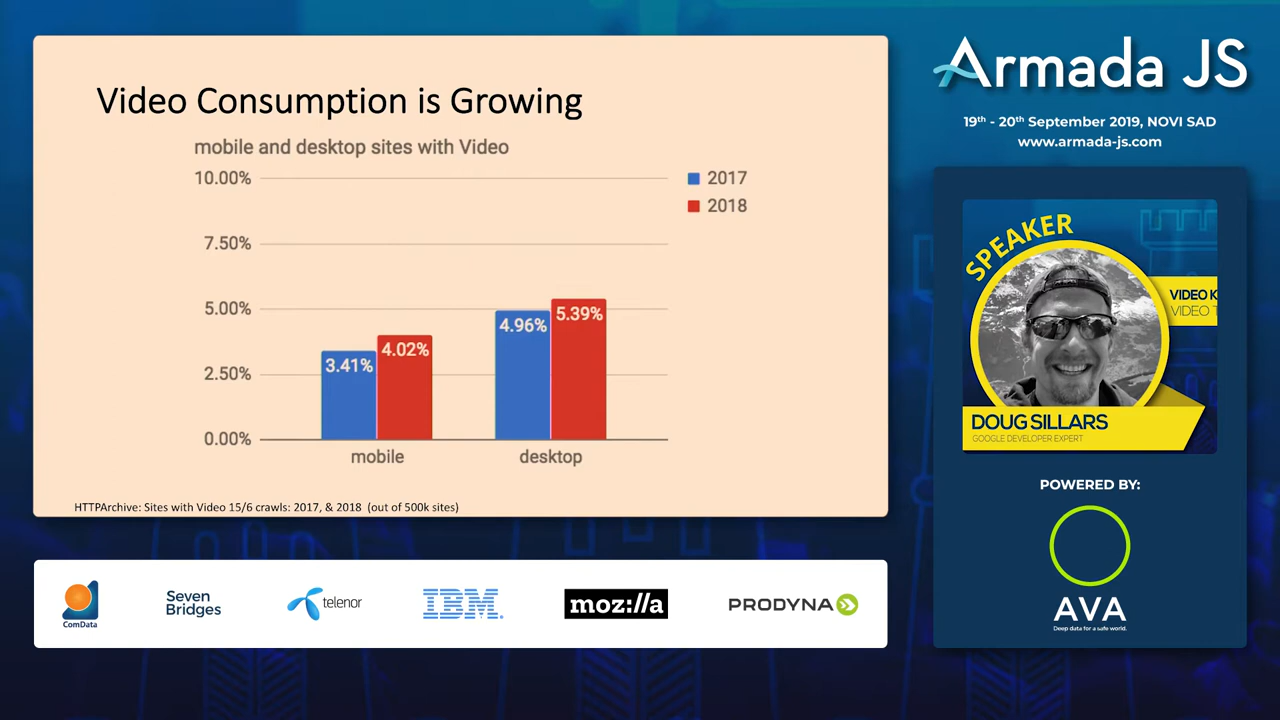 Video Consumption is Growing
mobile and desktop sites with Video
10.00%
7.50%
5.00%
2.50%
0.00%
2017
2018
3.41%
4.02%
4.96%
5.39%
mobile
desktop
HTTPArchive: Sites with Video 15/6 crawls: 2017, & 2018 (out of 500k sites)
ComData
Seven
Bridges
telenor
IBM
moz://a
PRODYNA
Armada JS
19th - 20th September 2019, NOVI SAD
www.armada-js.com
SPEAKER
VIDEO K
VIDEO T
DOUG SILLARS
GOOGLE DEVELOPER EXPERT
POWERED BY:
AVA
Deep data for a safe world.